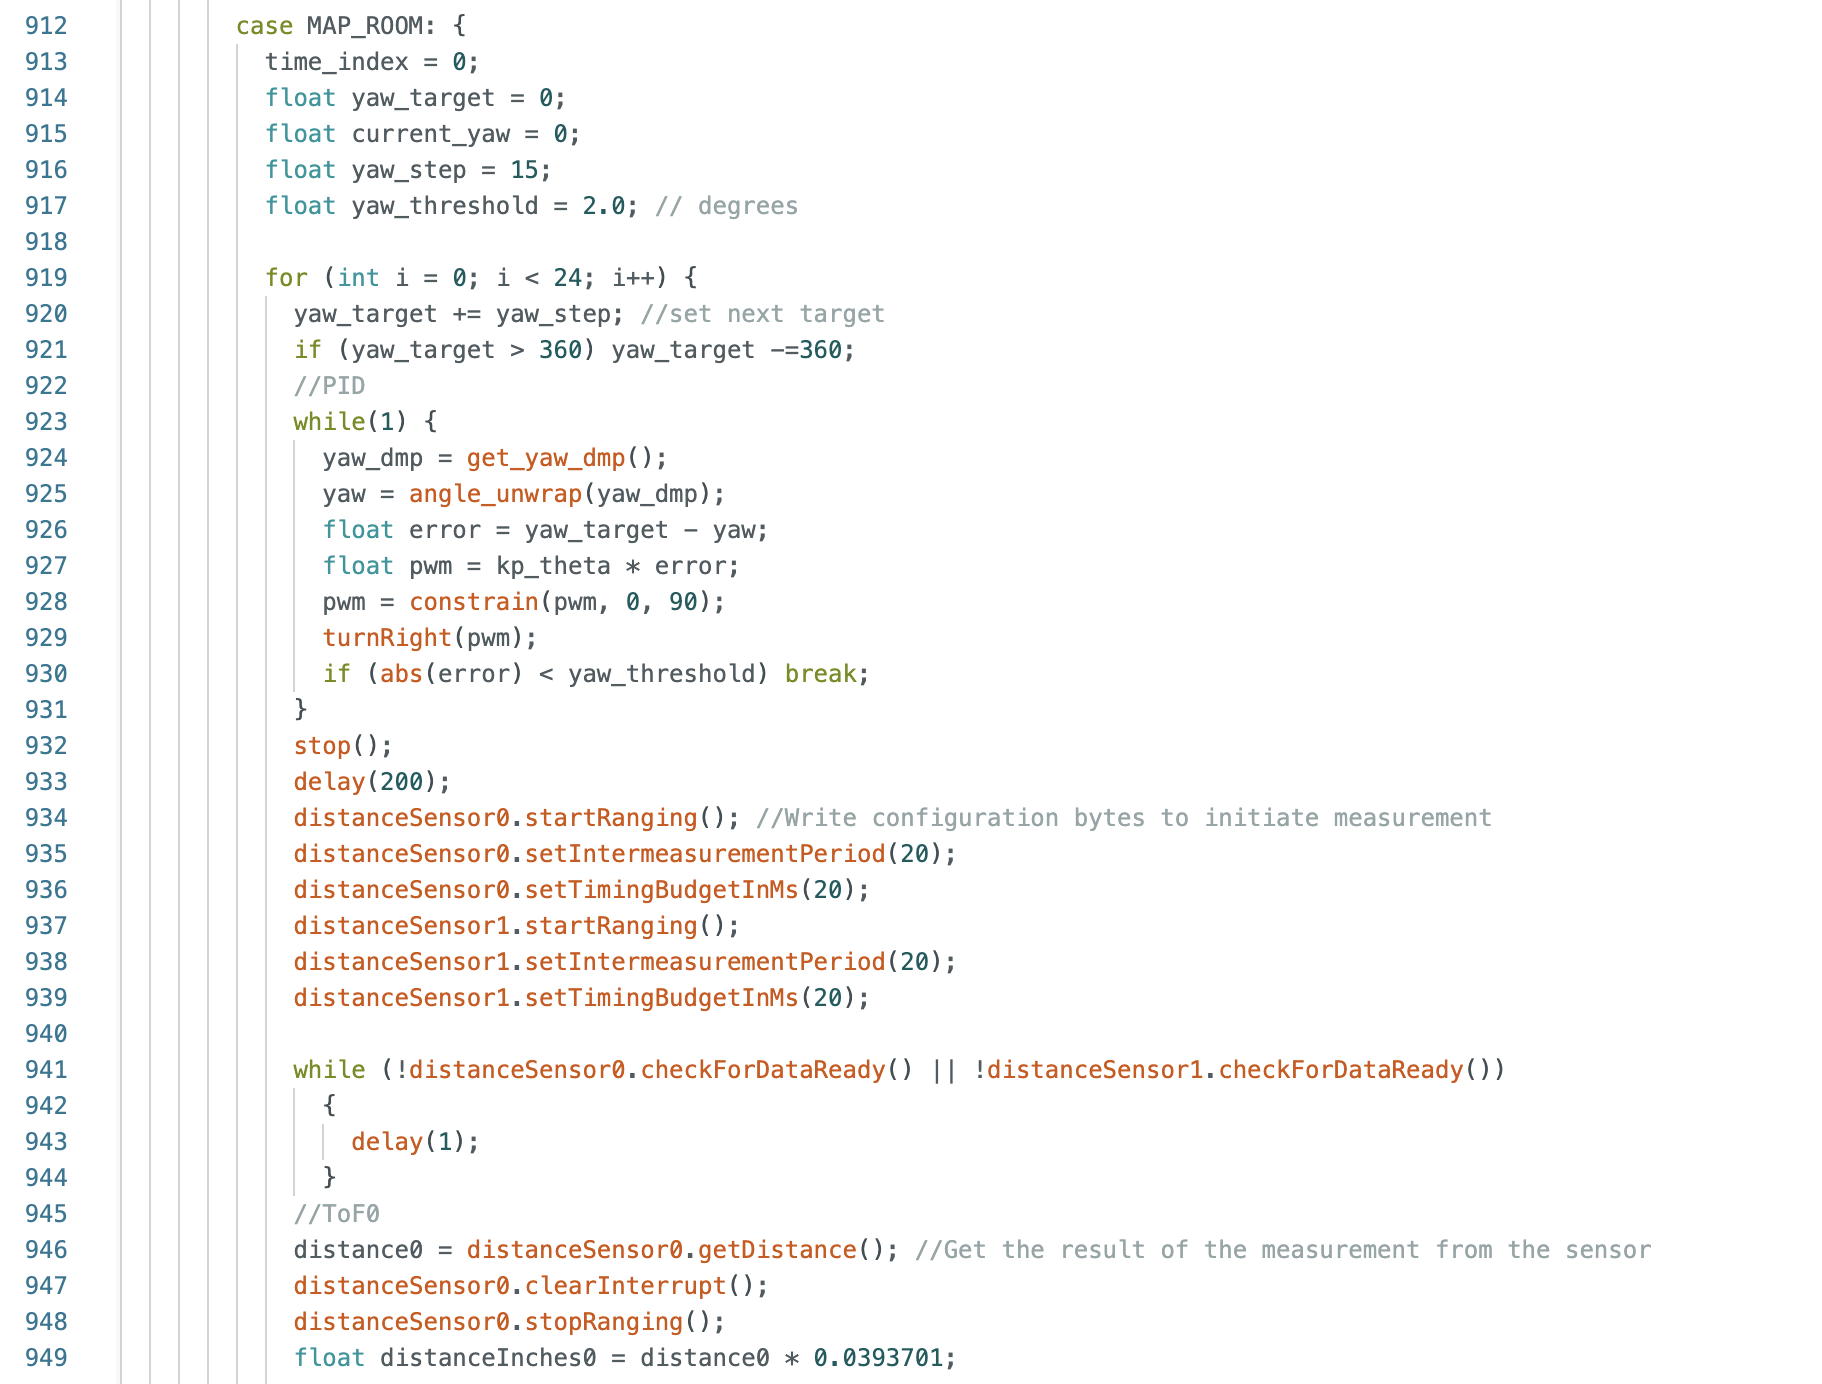 912 case MAP_ROOM: {
913 time_index = 0;
914 float yaw_target = 0;
915 float current_yaw = 0;
916 float yaw_step = 15;
917 float yaw_threshold = 2.0; // degrees
918
919 for (int i = 0; i < 24; i++) {
920 yaw_target += yaw_step; //set next target
921 if (yaw_target > 360) yaw_target -=360;
922 //PID
923 while(1) {
924 yaw_dmp = get_yaw_dmp();
925 yaw = angle_unwrap(yaw_dmp);
926 float error = yaw_target - yaw;
927 float pwm = kp_theta * error;
928 pwm = constrain(pwm, 0, 90);
929 turnRight(pwm);
930 if (abs(error) < yaw_threshold) break;
931 }
932 stop();
933 delay(200);
934 distanceSensor0.startRanging(); //Write configuration bytes to initiate measurement
935 distanceSensor0.setIntermeasurementPeriod(20);
936 distanceSensor0.setTimingBudgetInMs(20);
937 distanceSensor1.startRanging();
938 distanceSensor1.setIntermeasurementPeriod(20);
939 distanceSensor1.setTimingBudgetInMs(20);
940
941 while (!distanceSensor0.checkForDataReady() || !distanceSensor1.checkForDataReady())
942 {
943 delay(1);
944 }
945 //ToF0
946 distance0 = distanceSensor0.getDistance(); //Get the result of the measurement from the sensor
947 distanceSensor0.clearInterrupt();
948 distanceSensor0.stopRanging();
949 float distanceInches0 = distance0 * 0.0393701;